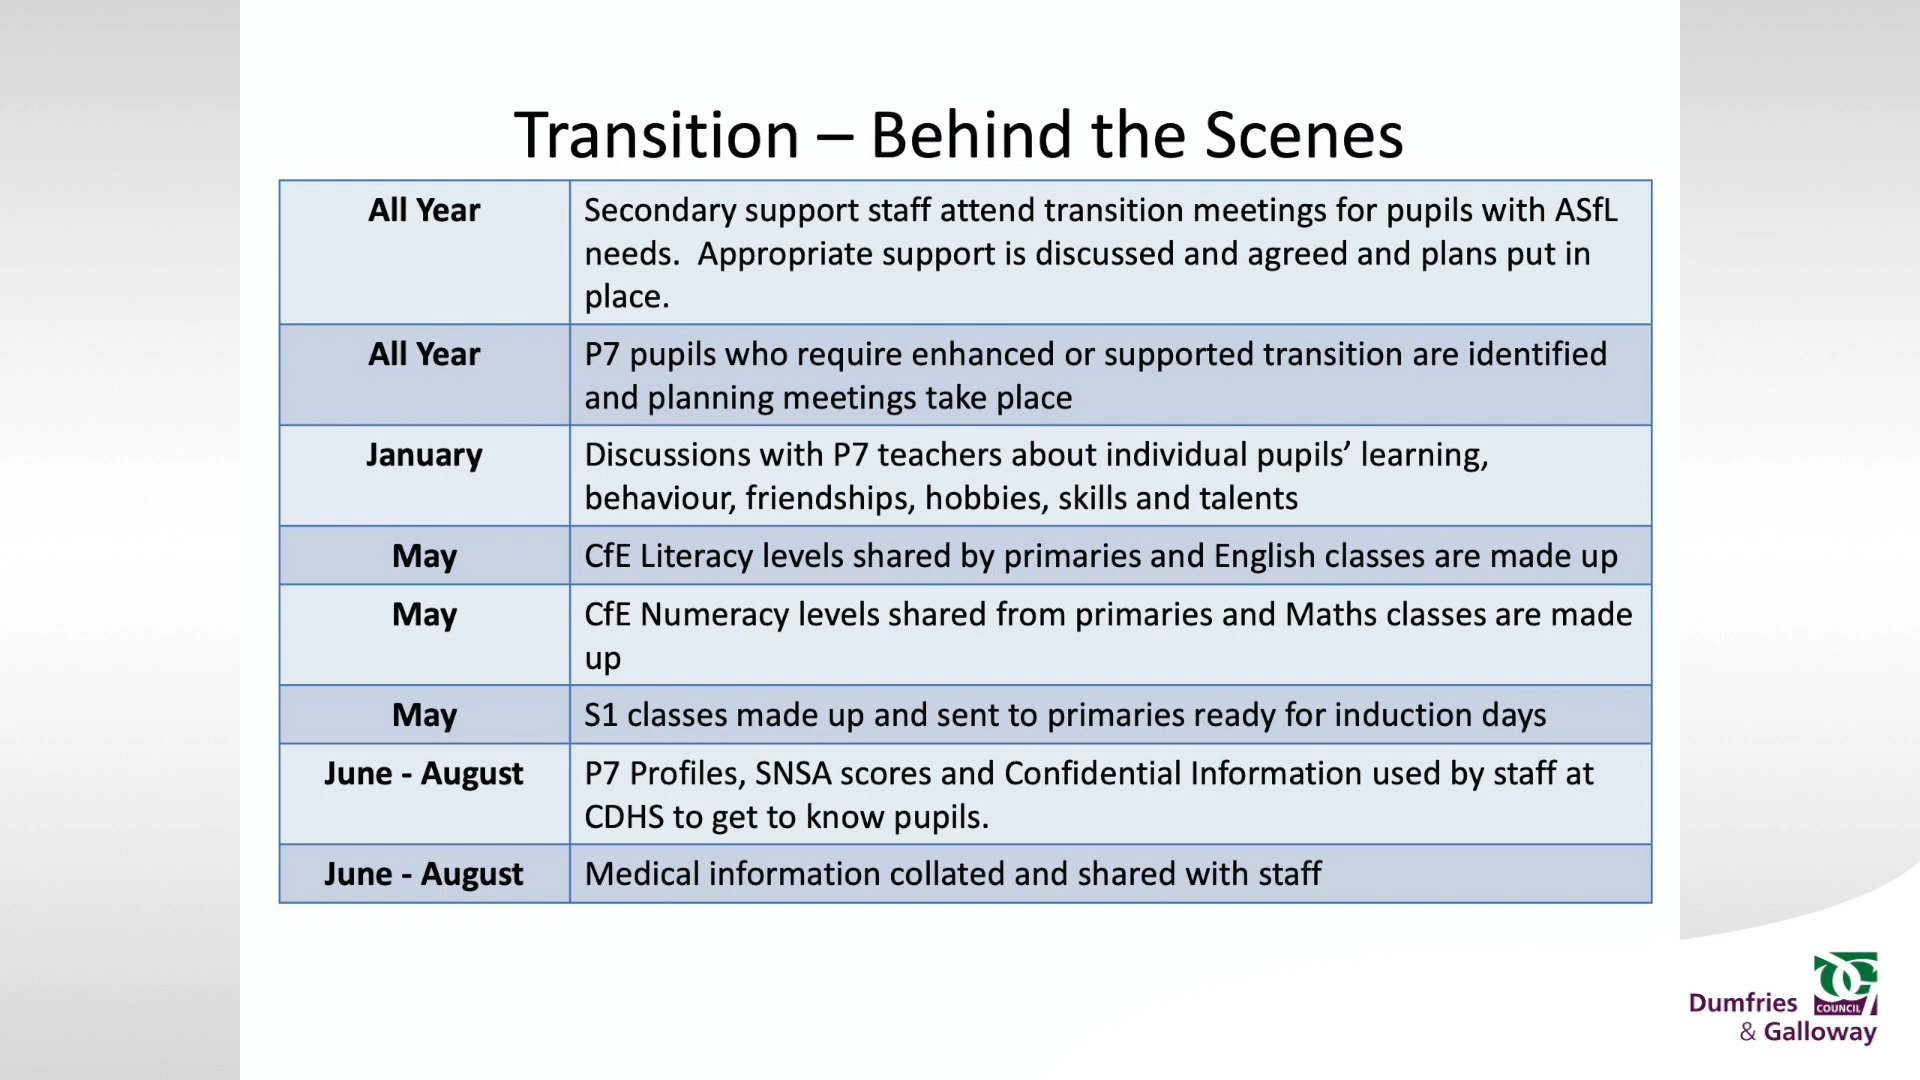 Transition – Behind the Scenes
All Year
Secondary support staff attend transition meetings for pupils with ASfL
needs.  Appropriate support is discussed and agreed and plans put in
place.
All Year
P7 pupils who require enhanced or supported transition are identified
and planning meetings take place
January
Discussions with P7 teachers about individual pupils’ learning,
behaviour, friendships, hobbies, skills and talents
May
CfE Literacy levels shared by primaries and English classes are made up
May
CfE Numeracy levels shared from primaries and Maths classes are made
up
May
S1 classes made up and sent to primaries ready for induction days
June - August
P7 Profiles, SNSA scores and Confidential Information used by staff at
CDHS to get to know pupils.
June - August
Medical information collated and shared with staff
Dumfries
COUNCIL
& Galloway